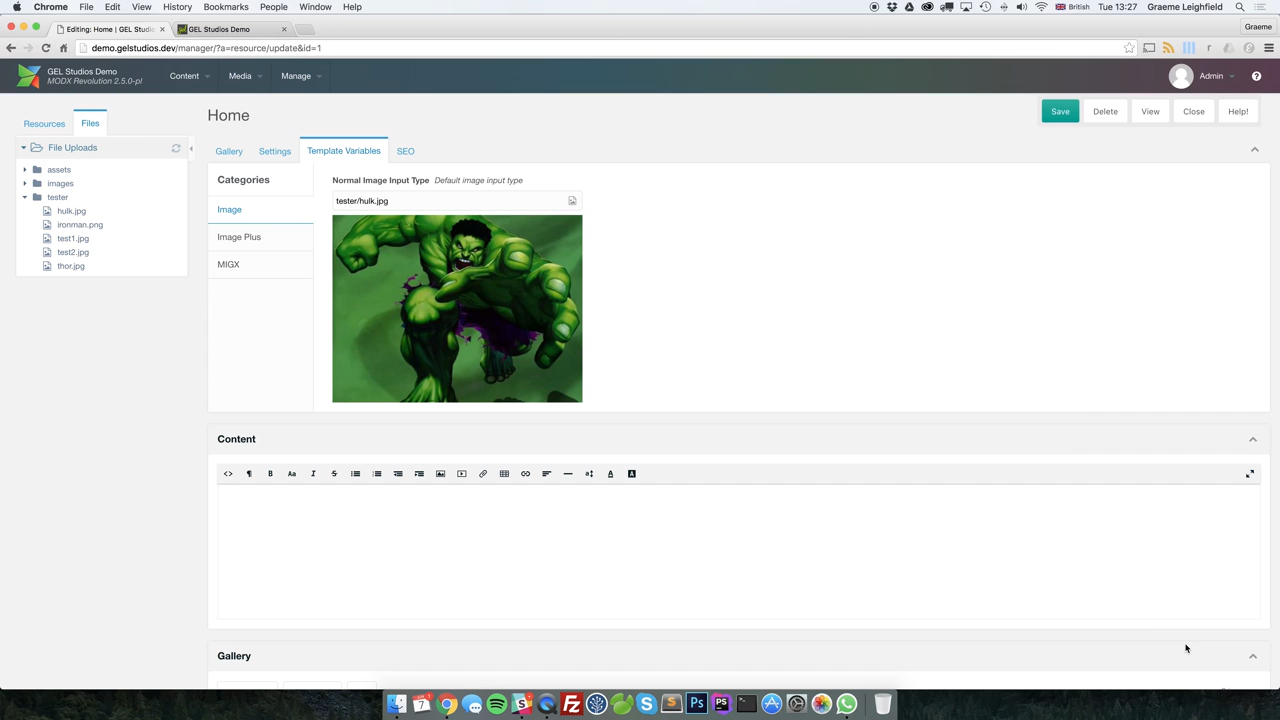 Chrome File Edit View History Bookmarks People Window Help British Tue 13:27 Graeme Leighfield
Editing: Home | GEL Studio GEL Studios Demo Graeme
demo.gelstudios.dev/manager/?a=resource/update&id=1
GEL Studios Demo
MODX Revolution 2.5.0-pl
Content Media Manage Admin
Resources Files
File Uploads
assets
images
tester
hulk.jpg
ironman.png
test1.jpg
test2.jpg
thor.jpg
Home
Save Delete View Close Help!
Gallery Settings Template Variables SEO
Categories
Image
Image Plus
MIGX
Normal Image Input Type Default image input type
tester/hulk.jpg
Content
Gallery